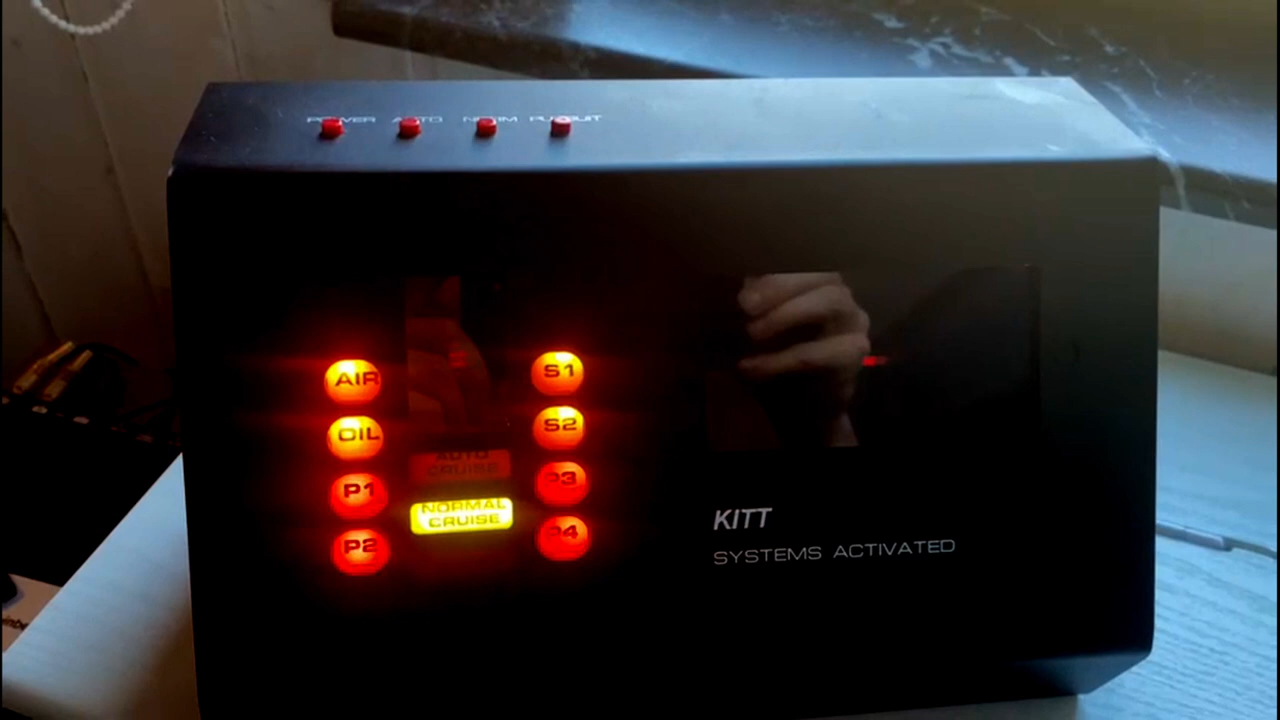 POWER AUTO NORM PURSUIT
AIR S1
OIL S2
P1 P3
P2 P4
AUTO
CRUISE
NORMAL
CRUISE
KITT
SYSTEMS ACTIVATED